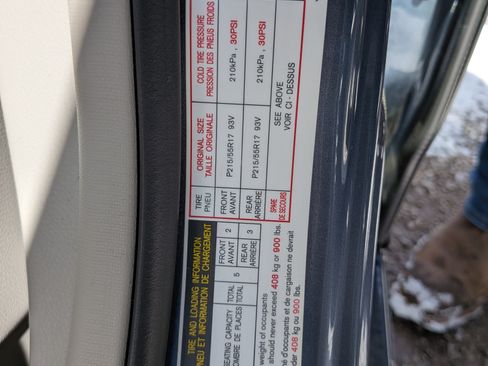 TIRE AND LOADING INFORMATION
PNEU ET INFORMATION DE CHARGEMENT
SEATING CAPACITY TOTAL 5 FRONT 2 REAR 3
NOMBRE DE PLACES TOTAL AVANT ARRIÈRE
weight of occupants
should never exceed 408 kg or 900 lbs.
d'occupants et de cargaison ne devrait
408 kg ou 900 lbs.
TIRE ORIGINAL SIZE COLD TIRE PRESSURE
PNEU TAILLE ORIGINALE PRESSION DES PNEUS FROIDS
FRONT P215/55R17 93V 210kPa , 30PSI
AVANT
REAR P215/55R17 93V 210kPa , 30PSI
ARRIÈRE
SPARE SEE ABOVE
DE SECOURS VOIR CI - DESSUS